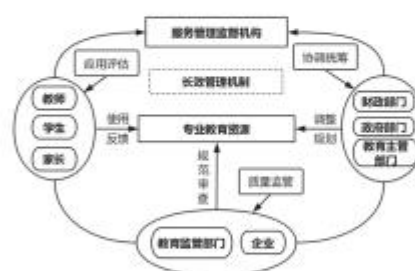 服务管理监督机构
应用评估
协调统筹
长效管理机制
教师
学生
家长
使用
反馈
专业教育资源
调整
规划
财政部门
政府部门
教育主管
部门
规范审查
质量监管
教育监管部门
企业